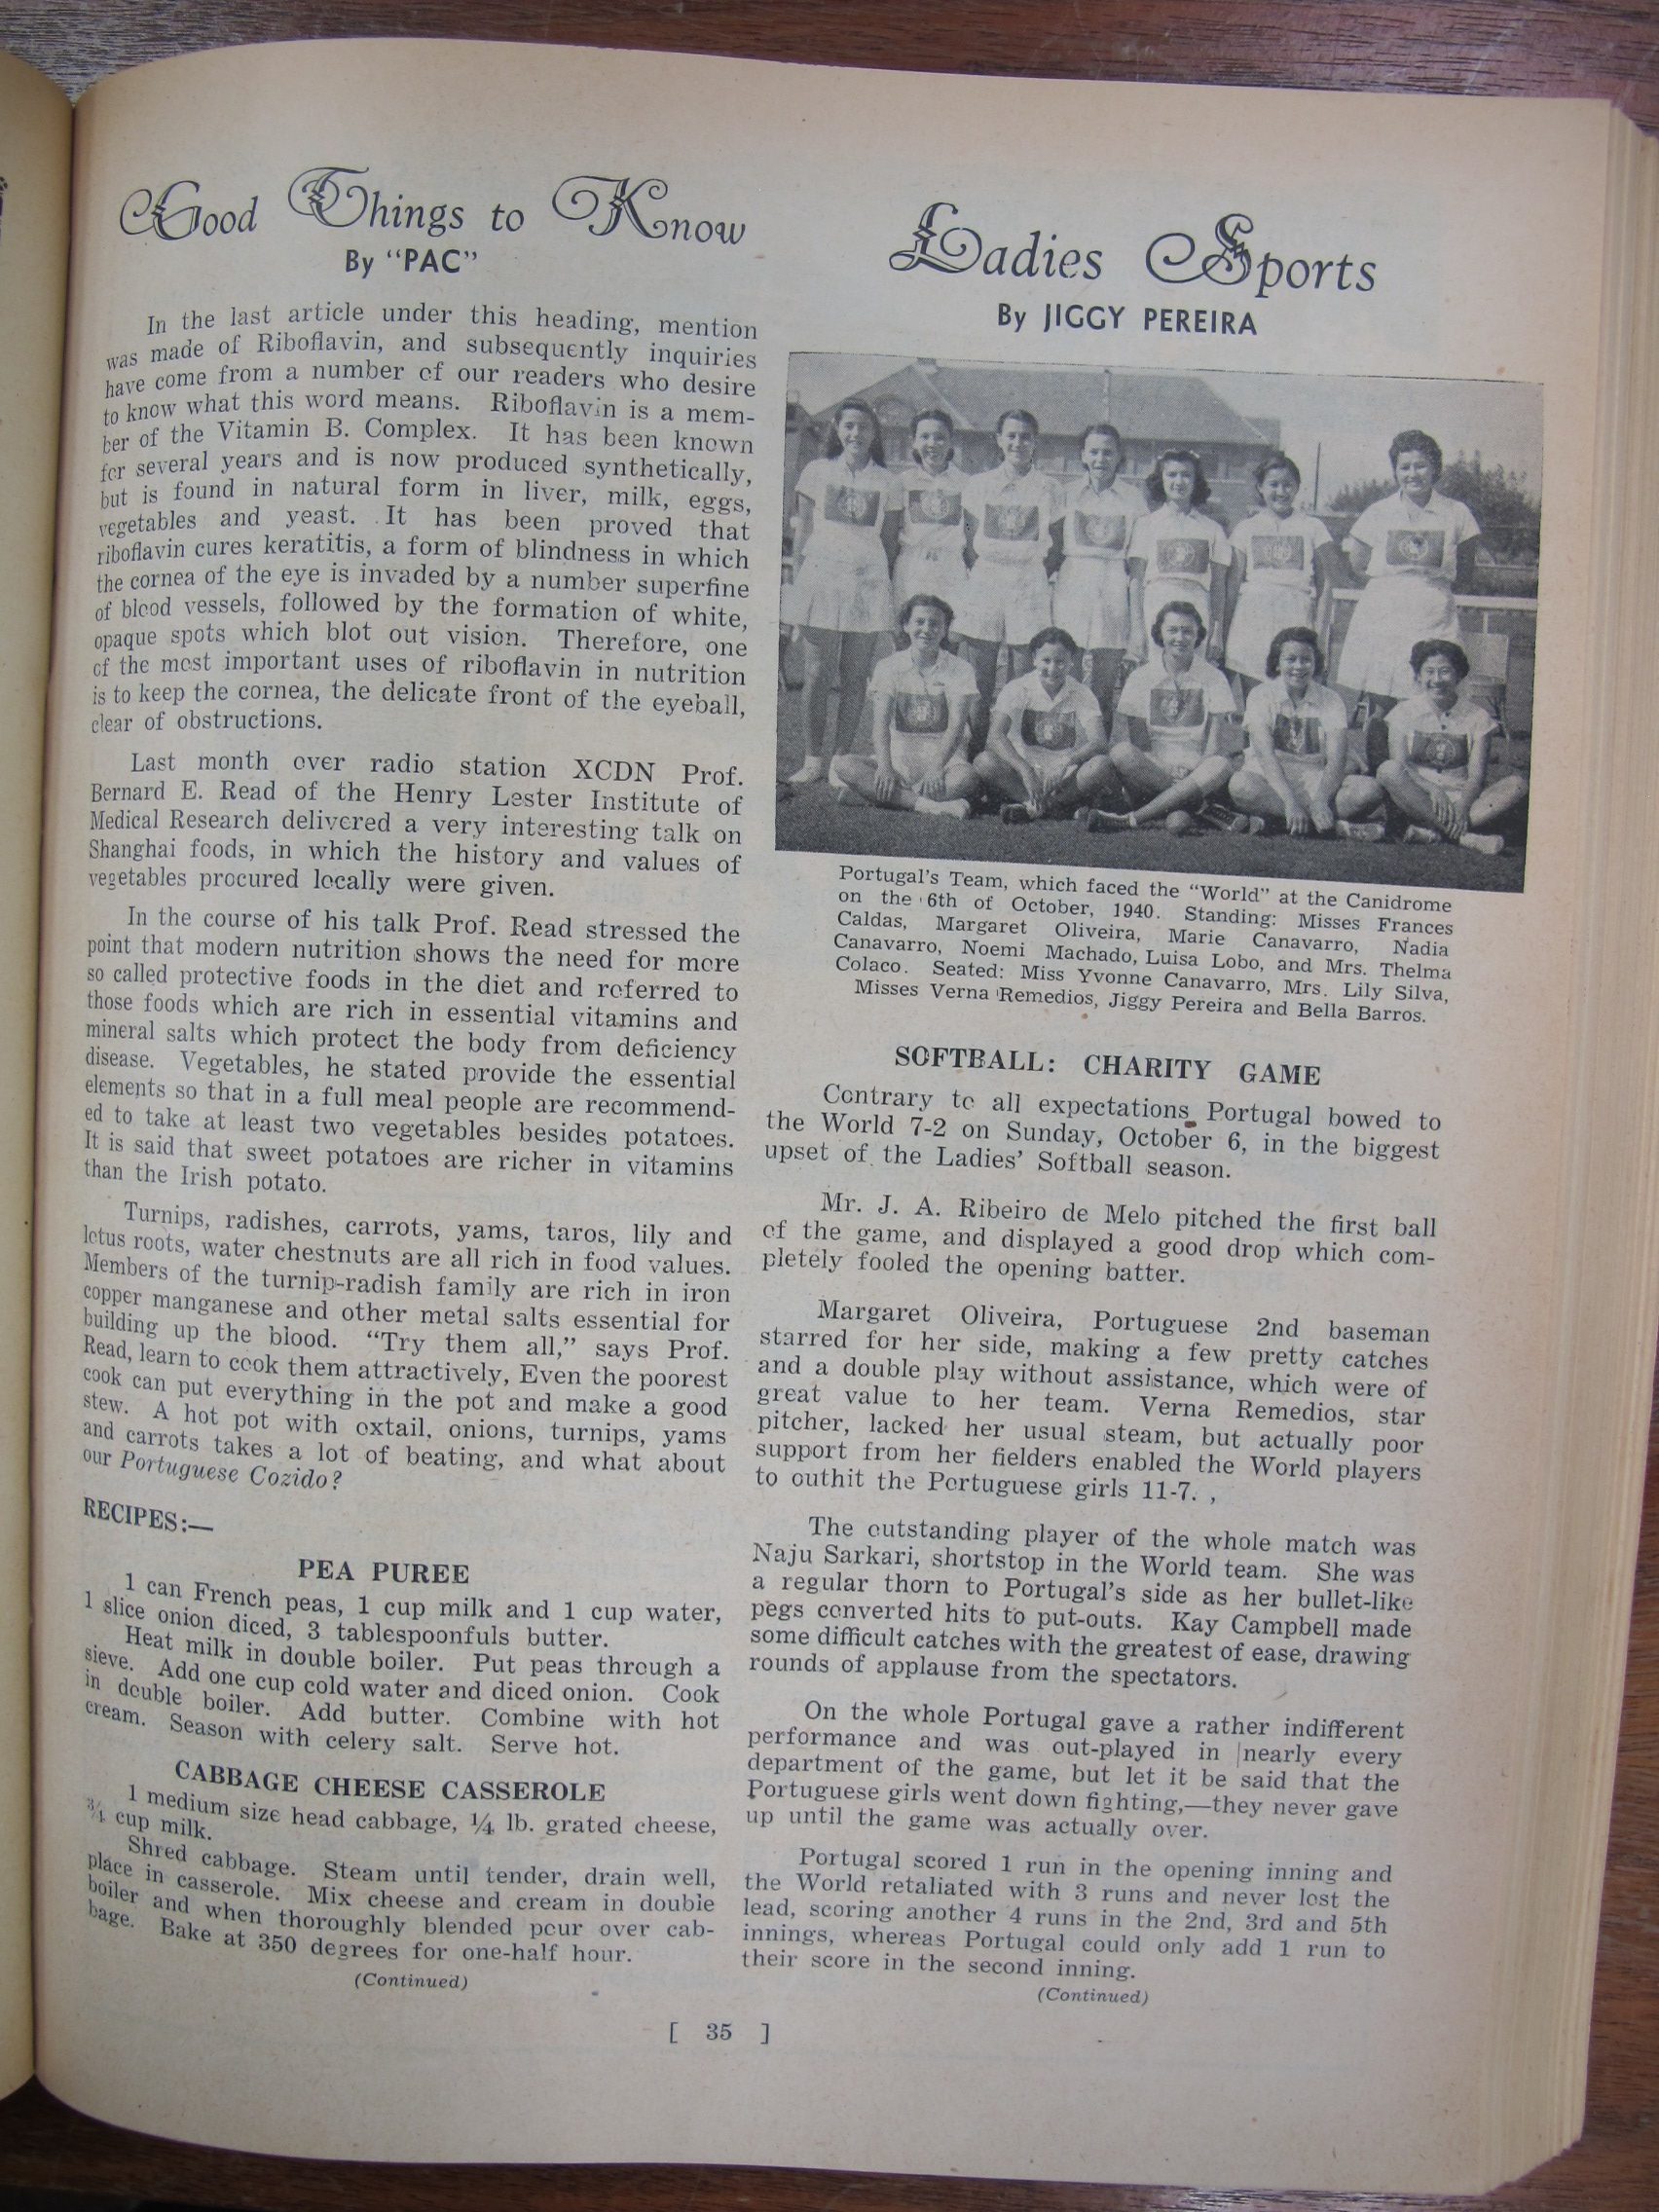 Good Things to Know
By "PAC"
In the last article under this heading, mention
was made of Riboflavin, and subsequently inquiries
have come from a number of our readers who desire
to know what this word means. Riboflavin is a mem-
ber of the Vitamin B. Complex. It has been known
for several years and is now produced synthetically,
but is found in natural form in liver, milk, eggs,
vegetables and yeast. It has been proved that
riboflavin cures keratitis, a form of blindness in which
the cornea of the eye is invaded by a number superfine
of blood vessels, followed by the formation of white,
opaque spots which blot out vision. Therefore, one
of the most important uses of riboflavin in nutrition
is to keep the cornea, the delicate front of the eyeball,
clear of obstructions.
Last month over radio station XCDN Prof.
Bernard E. Read of the Henry Lester Institute of
Medical Research delivered a very interesting talk on
Shanghai foods, in which the history and values of
vegetables procured locally were given.
In the course of his talk Prof. Read stressed the
point that modern nutrition shows the need for more
so called protective foods in the diet and referred to
those foods which are rich in essential vitamins and
mineral salts which protect the body from deficiency
disease. Vegetables, he stated provide the essential
elements so that in a full meal people are recommend-
ed to take at least two vegetables besides potatoes.
It is said that sweet potatoes are richer in vitamins
than the Irish potato.
Turnips, radishes, carrots, yams, taros, lily and
lotus roots, water chestnuts are all rich in food values.
Members of the turnip-radish family are rich in iron
copper manganese and other metal salts essential for
building up the blood. "Try them all," says Prof.
Read, learn to cook them attractively, Even the poorest
cook can put everything in the pot and make a good
stew. A hot pot with oxtail, onions, turnips, yams
and carrots takes a lot of beating, and what about
our Portuguese Cozido?
RECIPES:—
PEA PUREE
1 can French peas, 1 cup milk and 1 cup water,
1 slice onion diced, 3 tablespoonfuls butter.
Heat milk in double boiler. Put peas through a
sieve. Add one cup cold water and diced onion. Cook
in double boiler. Add butter. Combine with hot
cream. Season with celery salt. Serve hot.
CABBAGE CHEESE CASSEROLE
1 medium size head cabbage, ¼ lb. grated cheese,
¾ cup milk.
Shred cabbage. Steam until tender, drain well,
place in casserole. Mix cheese and cream in double
boiler and when thoroughly blended pour over cab-
bage. Bake at 350 degrees for one-half hour.
(Continued)
Ladies Sports
By JIGGY PEREIRA
Portugal's Team, which faced the "World" at the Canidrome
on the 6th of October, 1940. Standing: Misses Frances
Caldas, Margaret Oliveira, Marie Canavarro, Nadia
Canavarro, Noemi Machado, Luisa Lobo, and Mrs. Thelma
Colaco. Seated: Miss Yvonne Canavarro, Mrs. Lily Silva,
Misses Verna Remedios, Jiggy Pereira and Bella Barros.
SOFTBALL: CHARITY GAME
Contrary to all expectations Portugal bowed to
the World 7-2 on Sunday, October 6, in the biggest
upset of the Ladies' Softball season.
Mr. J. A. Ribeiro de Melo pitched the first ball
of the game, and displayed a good drop which com-
pletely fooled the opening batter.
Margaret Oliveira, Portuguese 2nd baseman
starred for her side, making a few pretty catches
and a double play without assistance, which were of
great value to her team. Verna Remedios, star
pitcher, lacked her usual steam, but actually poor
support from her fielders enabled the World players
to outhit the Portuguese girls 11-7. ,
The outstanding player of the whole match was
Naju Sarkari, shortstop in the World team. She was
a regular thorn to Portugal's side as her bullet-like
pegs converted hits to put-outs. Kay Campbell made
some difficult catches with the greatest of ease, drawing
rounds of applause from the spectators.
On the whole Portugal gave a rather indifferent
performance and was out-played in nearly every
department of the game, but let it be said that the
Portuguese girls went down fighting,—they never gave
up until the game was actually over.
Portugal scored 1 run in the opening inning and
the World retaliated with 3 runs and never lost the
lead, scoring another 4 runs in the 2nd, 3rd and 5th
innings, whereas Portugal could only add 1 run to
their score in the second inning.
(Continued)
[ 35 ]